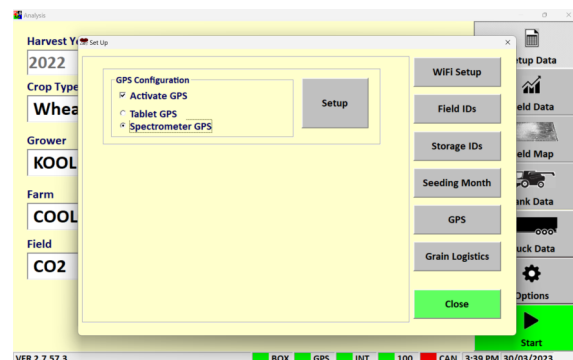 Analysis
Harvest Ye
2022
Crop Type
Whea
Grower
KOOL
Farm
COOL
Field
CO2
Set Up
GPS Configuration
Activate GPS
Tablet GPS
Spectrometer GPS
Setup
WiFi Setup
Field IDs
Storage IDs
Seeding Month
GPS
Grain Logistics
Close
tup Data
eld Data
eld Map
nk Data
uck Data
Options
Start
VER 2.7.57.3 BOX GPS INT 100 CAN 3:39 PM 30/03/2023